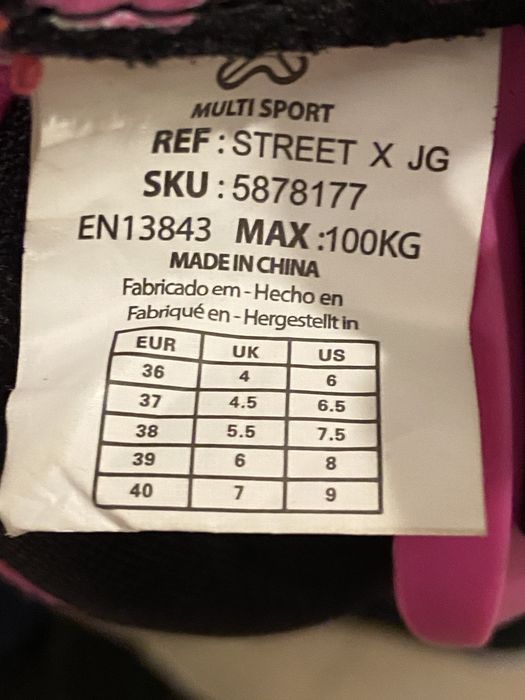 MULTI SPORT
REF : STREET X JG
SKU : 5878177
EN13843 MAX :100KG
MADE IN CHINA
Fabricado em - Hecho en
Fabriqué en - Hergestellt in
EUR UK US
36 4 6
37 4.5 6.5
38 5.5 7.5
39 6 8
40 7 9